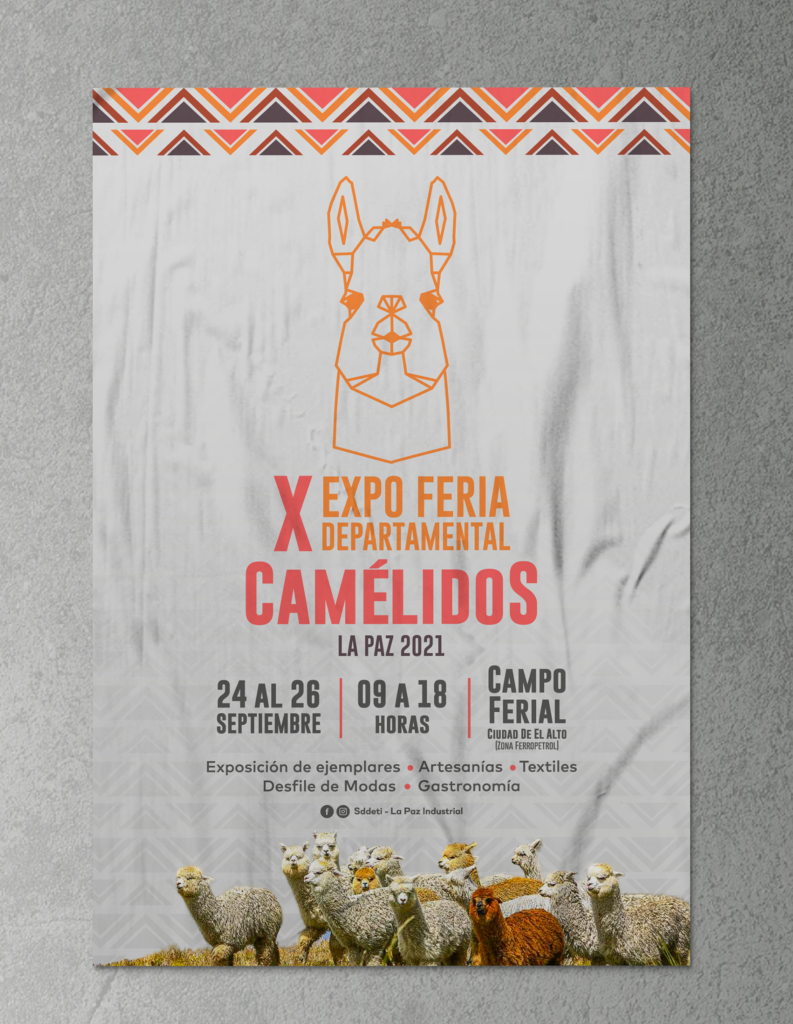 X EXPO FERIA
DEPARTAMENTAL
CAMÉLIDOS
LA PAZ 2021
24 AL 26
SEPTIEMBRE
09 A 18
HORAS
CAMPO
FERIAL
CIUDAD DE EL ALTO
(ZONA FERROPETROL)
Exposición de ejemplares • Artesanías • Textiles
Desfile de Modas • Gastronomía
Sddeti - La Paz Industrial